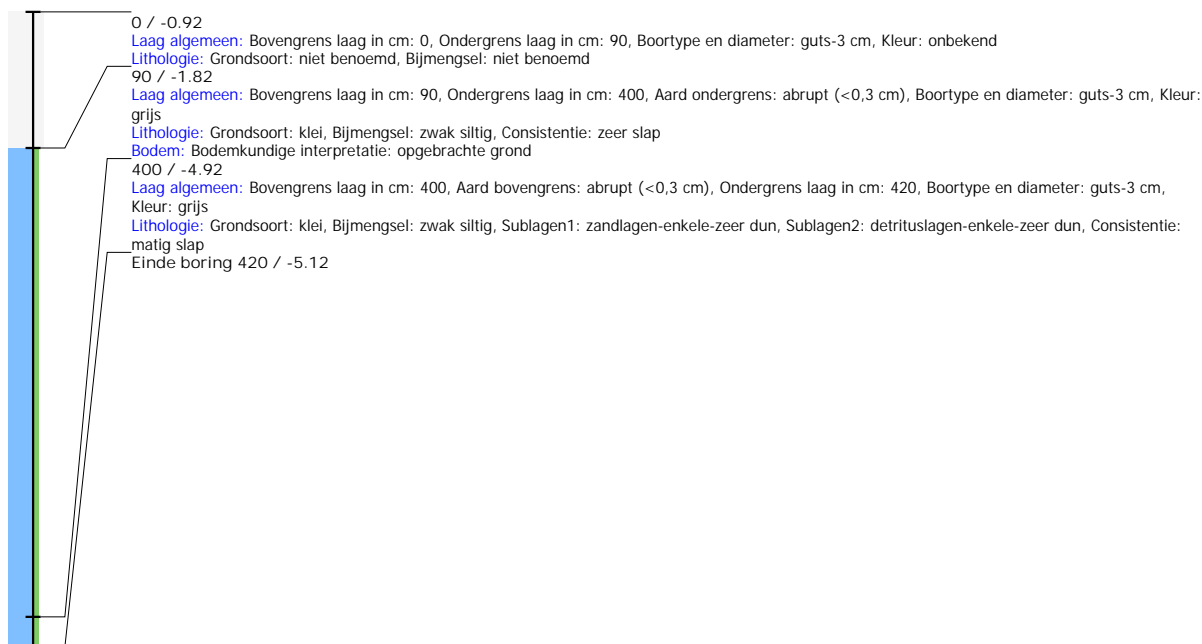 0 / -0.92
Laag algemeen: Bovengrens laag in cm: 0, Ondergrens laag in cm: 90, Boortype en diameter: guts-3 cm, Kleur: onbekend
Lithologie: Grondsoort: niet benoemd, Bijmengsel: niet benoemd
90 / -1.82
Laag algemeen: Bovengrens laag in cm: 90, Ondergrens laag in cm: 400, Aard ondergrens: abrupt (<0,3 cm), Boortype en diameter: guts-3 cm, Kleur:
grijs
Lithologie: Grondsoort: klei, Bijmengsel: zwak siltig, Consistentie: zeer slap
Bodem: Bodemkundige interpretatie: opgebrachte grond
400 / -4.92
Laag algemeen: Bovengrens laag in cm: 400, Aard bovengrens: abrupt (<0,3 cm), Ondergrens laag in cm: 420, Boortype en diameter: guts-3 cm,
Kleur: grijs
Lithologie: Grondsoort: klei, Bijmengsel: zwak siltig, Sublagen1: zandlagen-enkele-zeer dun, Sublagen2: detrituslagen-enkele-zeer dun, Consistentie:
matig slap
Einde boring 420 / -5.12